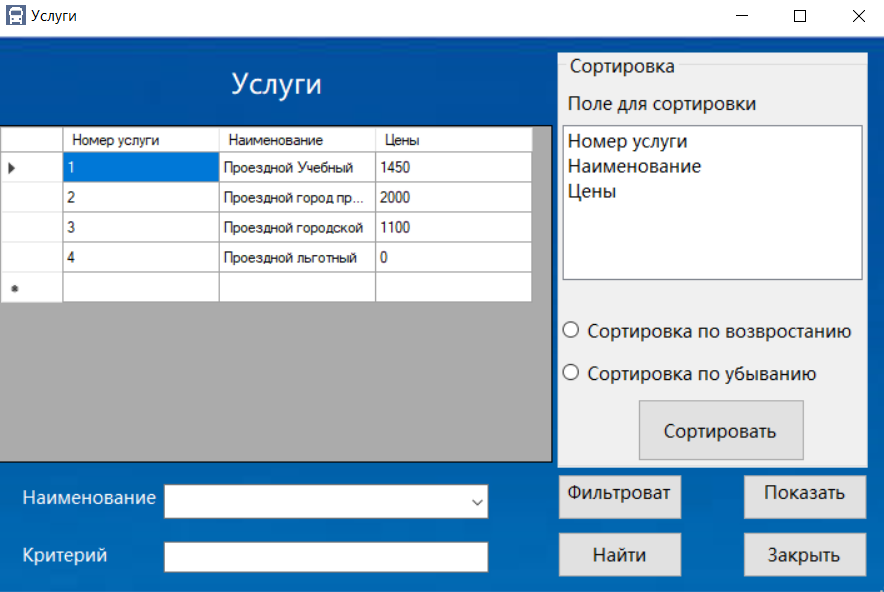 Услуги
Услуги
Номер услуги Наименование Цены
1 Проездной Учебный 1450
2 Проездной город пр... 2000
3 Проездной городской 1100
4 Проездной льготный 0
Сортировка
Поле для сортировки
Номер услуги
Наименование
Цены
Сортировка по возвростанию
Сортировка по убыванию
Сортировать
Наименование
Фильтроват
Показать
Критерий
Найти
Закрыть